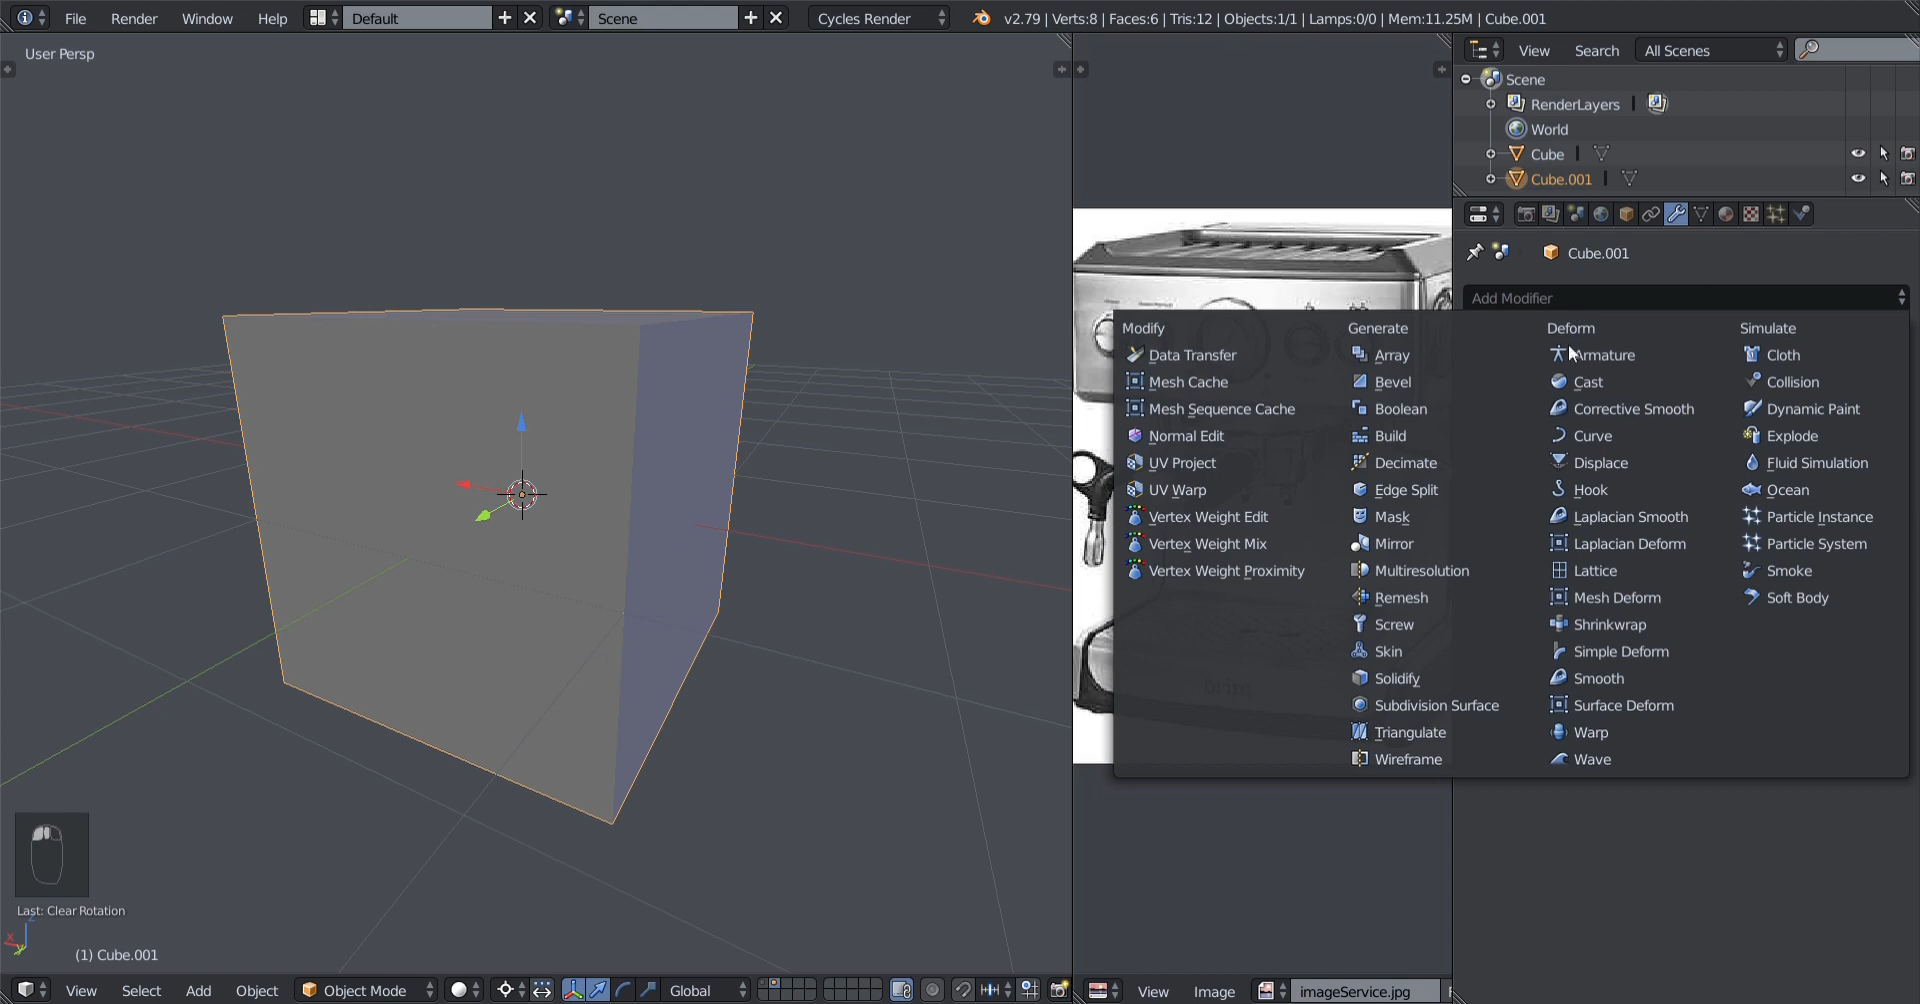 File Render Window Help Default Scene Cycles Render v2.79 | Verts:8 | Faces:6 | Tris:12 | Objects:1/1 | Lamps:0/0 | Mem:11.25M | Cube.001
User Persp
View Search All Scenes
Scene
RenderLayers
World
Cube
Cube.001
Cube.001
Add Modifier
Modify
Data Transfer
Mesh Cache
Mesh Sequence Cache
Normal Edit
UV Project
UV Warp
Vertex Weight Edit
Vertex Weight Mix
Vertex Weight Proximity
Generate
Array
Bevel
Boolean
Build
Decimate
Edge Split
Mask
Mirror
Multiresolution
Remesh
Screw
Skin
Solidify
Subdivision Surface
Triangulate
Wireframe
Deform
Armature
Cast
Corrective Smooth
Curve
Displace
Hook
Laplacian Smooth
Laplacian Deform
Lattice
Mesh Deform
Shrinkwrap
Simple Deform
Smooth
Surface Deform
Warp
Wave
Simulate
Cloth
Collision
Dynamic Paint
Explode
Fluid Simulation
Ocean
Particle Instance
Particle System
Smoke
Soft Body
brim
Last: Clear Rotation
z
x
y
(1) Cube.001
View Select Add Object Object Mode Global
View Image imageService.jpg